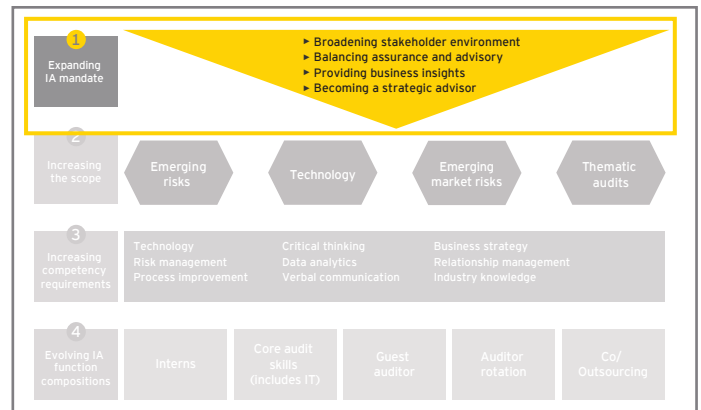 1
Expanding
IA mandate
► Broadening stakeholder environment
► Balancing assurance and advisory
► Providing business insights
► Becoming a strategic advisor
2
Increasing
the scope
Emerging
risks
Technology
Emerging
market risks
Thematic
audits
3
Increasing
competency
requirements
Technology
Risk management
Process improvement
Critical thinking
Data analytics
Verbal communication
Business strategy
Relationship management
Industry knowledge
4
Evolving IA
function
compositions
Interns
Core audit
skills
(includes IT)
Guest
auditor
Auditor
rotation
Co/
Outsourcing